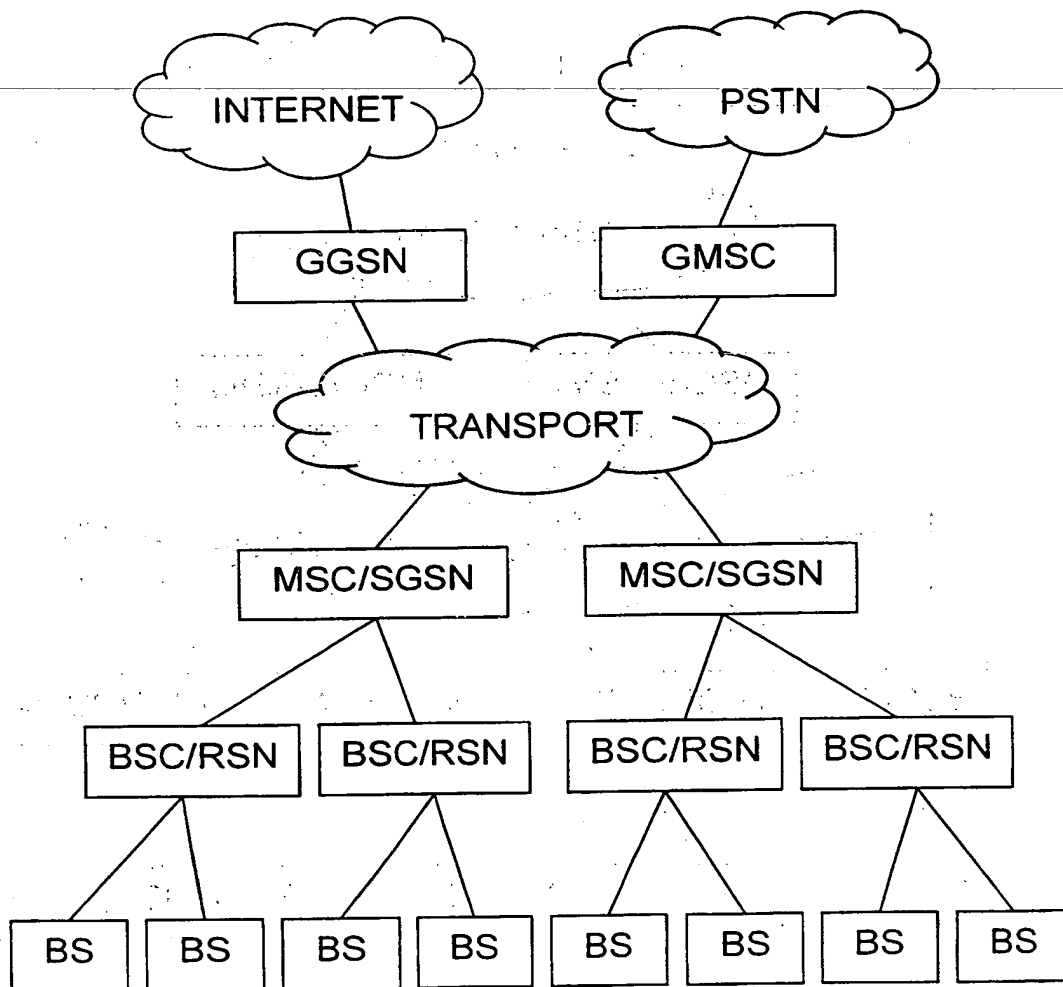 INTERNET
PSTN
GGSN
GMSC
TRANSPORT
MSC/SGSN
MSC/SGSN
BSC/RSN
BSC/RSN
BSC/RSN
BSC/RSN
BS
BS
BS
BS
BS
BS
BS
BS